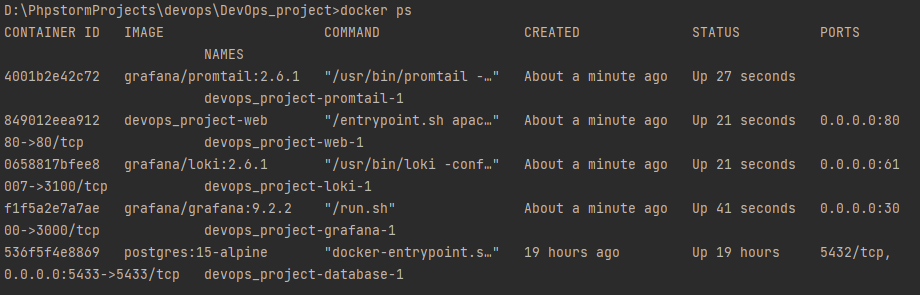 D:\PhpstormProjects\devops\DevOps_project>docker ps
CONTAINER ID   IMAGE                    COMMAND                  CREATED              STATUS          PORTS
                         NAMES
4001b2e42c72   grafana/promtail:2.6.1   "/usr/bin/promtail -…"   About a minute ago   Up 27 seconds
                         devops_project-promtail-1
849012eea912   devops_project-web       "/entrypoint.sh apac…"   About a minute ago   Up 21 seconds   0.0.0.0:80
80->80/tcp               devops_project-web-1
0658817bfee8   grafana/loki:2.6.1       "/usr/bin/loki -conf…"   About a minute ago   Up 21 seconds   0.0.0.0:61
007->3100/tcp            devops_project-loki-1
f1f5a2e7a7ae   grafana/grafana:9.2.2    "/run.sh"                About a minute ago   Up 41 seconds   0.0.0.0:30
00->3000/tcp             devops_project-grafana-1
536f5f4e8869   postgres:15-alpine       "docker-entrypoint.s…"   19 hours ago         Up 19 hours     5432/tcp,
0.0.0.0:5433->5433/tcp   devops_project-database-1